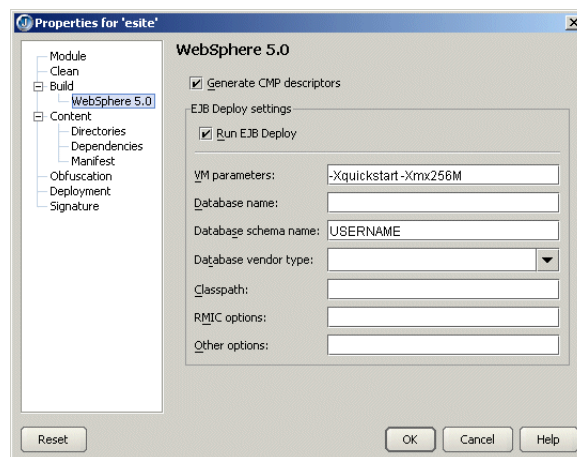 Properties for 'esite'
Module
Clean
Build
WebSphere 5.0
Content
Directories
Dependencies
Manifest
Obfuscation
Deployment
Signature
WebSphere 5.0
Generate CMP descriptors
EJB Deploy settings
Run EJB Deploy
VM parameters: -Xquickstart -Xmx256M
Database name:
Database schema name: USERNAME
Database vendor type:
Classpath:
RMIC options:
Other options:
Reset OK Cancel Help